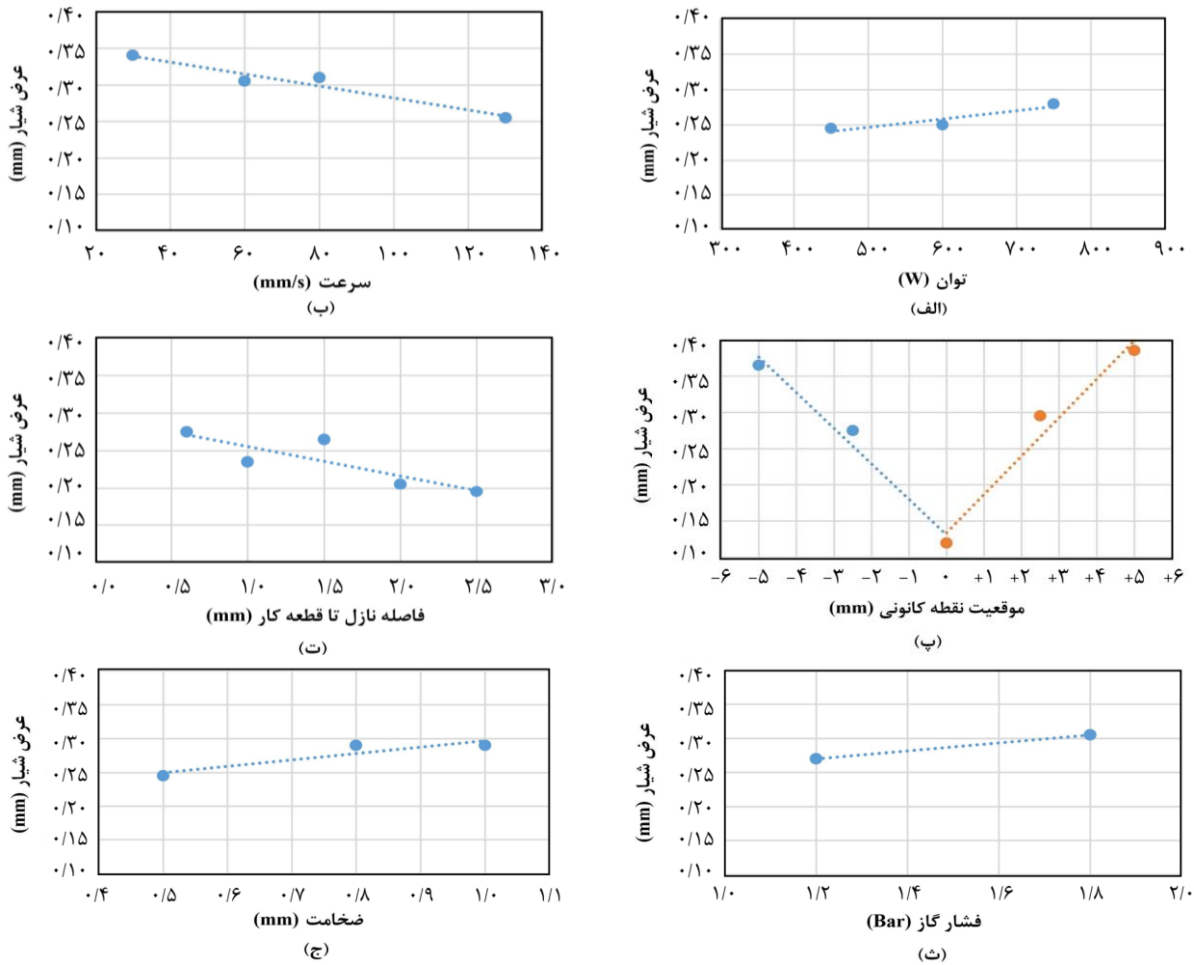 ۰/۴۰
۰/۳۵
۰/۳۰
۰/۲۵
۰/۲۰
۰/۱۵
۰/۱۰
عرض شیار (mm)
۳۰۰ ۴۰۰ ۵۰۰ ۶۰۰ ۷۰۰ ۸۰۰ ۹۰۰
توان (W)
(الف)
۰/۴۰
۰/۳۵
۰/۳۰
۰/۲۵
۰/۲۰
۰/۱۵
۰/۱۰
عرض شیار (mm)
۲۰ ۴۰ ۶۰ ۸۰ ۱۰۰ ۱۲۰ ۱۴۰
سرعت (mm/s)
(ب)
۰/۴۰
۰/۳۵
۰/۳۰
۰/۲۵
۰/۲۰
۰/۱۵
۰/۱۰
عرض شیار (mm)
-۶ -۵ -۴ -۳ -۲ -۱ ۰ +۱ +۲ +۳ +۴ +۵ +۶
موقعیت نقطه کانونی (mm)
(پ)
۰/۴۰
۰/۳۵
۰/۳۰
۰/۲۵
۰/۲۰
۰/۱۵
۰/۱۰
عرض شیار (mm)
۰/۰ ۰/۵ ۱/۰ ۱/۵ ۲/۰ ۲/۵ ۳/۰
فاصله نازل تا قطعه کار (mm)
(ت)
۰/۴۰
۰/۳۵
۰/۳۰
۰/۲۵
۰/۲۰
۰/۱۵
۰/۱۰
عرض شیار (mm)
۱/۰ ۱/۲ ۱/۴ ۱/۶ ۱/۸ ۲/۰
فشار گاز (Bar)
(ث)
۰/۴۰
۰/۳۵
۰/۳۰
۰/۲۵
۰/۲۰
۰/۱۵
۰/۱۰
عرض شیار (mm)
۰/۴ ۰/۵ ۰/۶ ۰/۷ ۰/۸ ۰/۹ ۱/۰ ۱/۱
ضخامت (mm)
(ج)